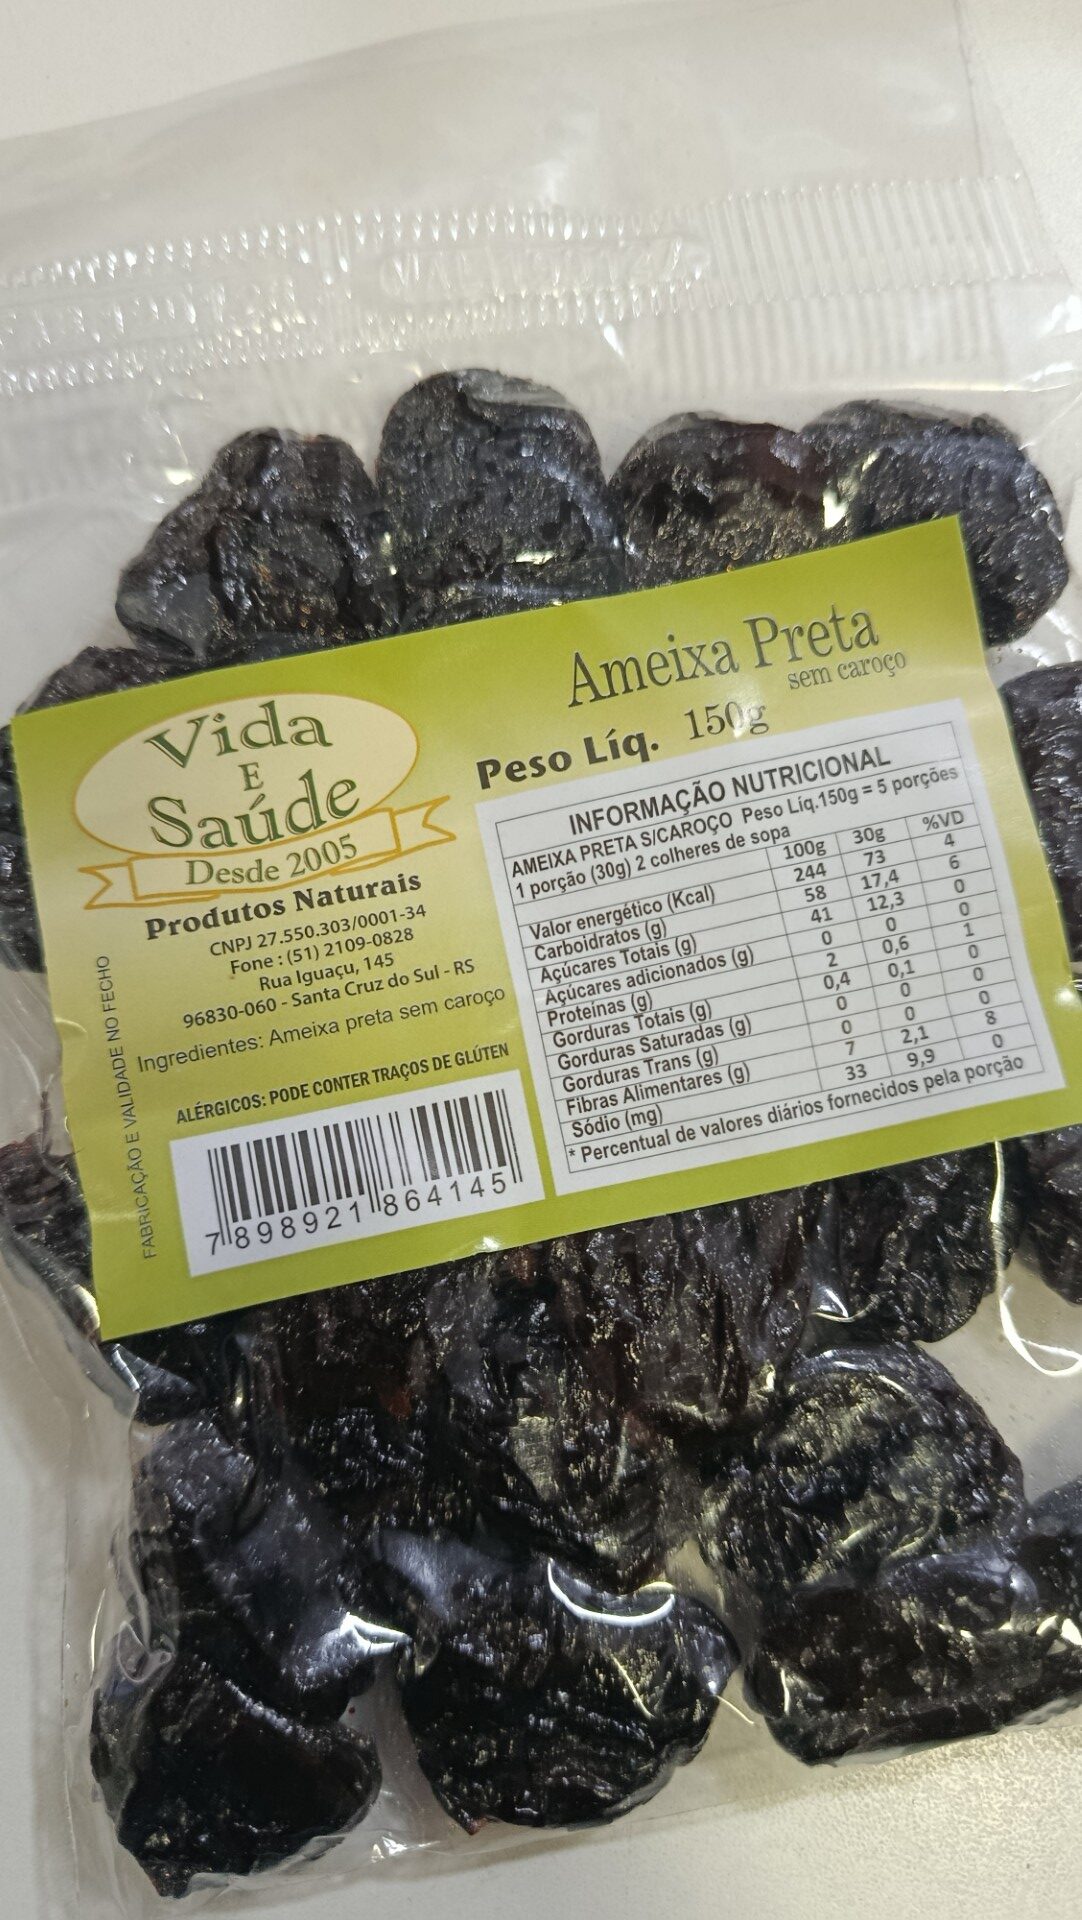 Vida
E
Saúde
Desde 2005
Produtos Naturais
CNPJ 27.550.303/0001-34
Fone : (51) 2109-0828
Rua Iguaçu, 145
96830-060 - Santa Cruz do Sul - RS
Ingredientes: Ameixa preta sem caroço
ALÉRGICOS: PODE CONTER TRAÇOS DE GLÚTEN
FABRICAÇÃO E VALIDADE NO FECHO
7 898921 864145
Ameixa Preta
sem caroço
Peso Líq. 150g
INFORMAÇÃO NUTRICIONAL
AMEIXA PRETA S/CAROÇO Peso Líq.150g = 5 porções
1 porção (30g) 2 colheres de sopa
100g 30g %VD
Valor energético (Kcal) 244 73 4
Carboidratos (g) 58 17,4 6
Açúcares Totais (g) 41 12,3 0
Açúcares adicionados (g) 0 0 0
Proteínas (g) 2 0,6 1
Gorduras Totais (g) 0,4 0,1 0
Gorduras Saturadas (g) 0 0 0
Gorduras Trans (g) 0 0 0
Fibras Alimentares (g) 7 2,1 8
Sódio (mg) 33 9,9 0
* Percentual de valores diários fornecidos pela porção